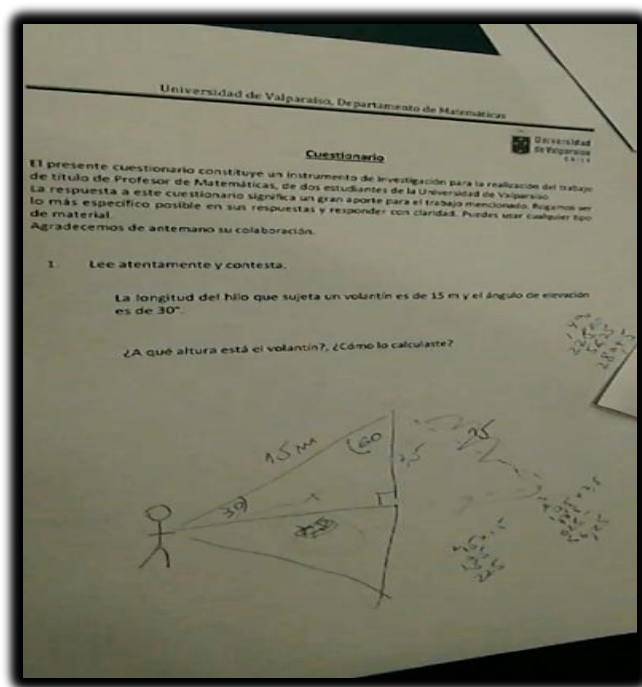 Universidad de Valparaíso, Departamento de Matemáticas
Universidad
de Valparaíso
CHILE
Cuestionario
El presente cuestionario constituye un instrumento de investigación para la realización del trabajo
de título de Profesor de Matemáticas, de dos estudiantes de la Universidad de Valparaíso.
La respuesta a este cuestionario significa un gran aporte para el trabajo mencionado. Rogamos ser
lo más específico posible en sus respuestas y responder con claridad. Puedes usar cualquier tipo
de material.
Agradecemos de antemano su colaboración.
1. Lee atentamente y contesta.
La longitud del hilo que sujeta un volantín es de 15 m y el ángulo de elevación
es de 30°.
¿A qué altura está el volantín?, ¿Cómo lo calculaste?
15 m
60
30